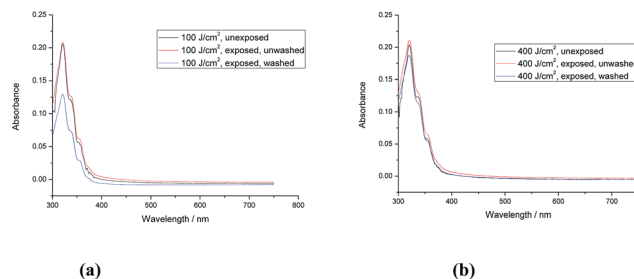 0.25
0.20
0.15
0.10
0.05
0.00
Absorbance
100 J/cm², unexposed
100 J/cm², exposed, unwashed
100 J/cm², exposed, washed
300 400 500 600 700 800
Wavelength / nm
(a)
0.25
0.20
0.15
0.10
0.05
0.00
Absorbance
400 J/cm², unexposed
400 J/cm², exposed, unwashed
400 J/cm², exposed, washed
300 400 500 600 700
Wavelength / nm
(b)